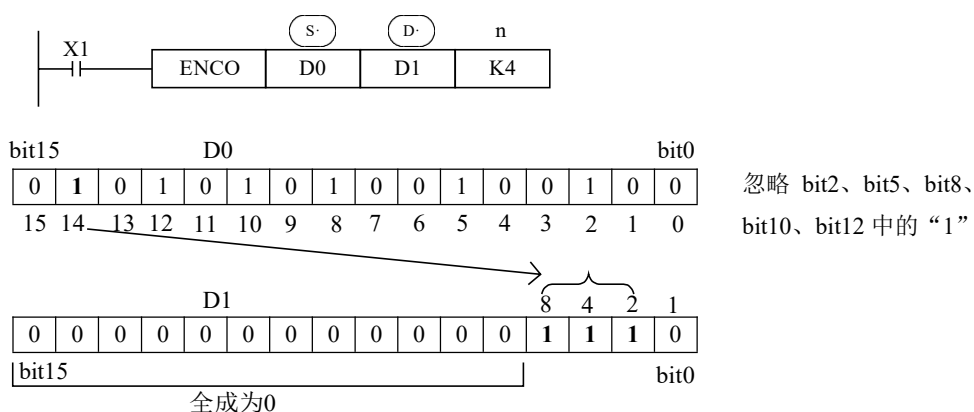 S· D· n
X1
ENCO D0 D1 K4
bit15 D0 bit0
0 1 0 1 0 1 0 1 0 0 1 0 0 1 0 0
忽略 bit2、bit5、bit8、
15 14 13 12 11 10 9 8 7 6 5 4 3 2 1 0
bit10、bit12 中的“1”
D1 8 4 2 1
0 0 0 0 0 0 0 0 0 0 0 0 1 1 1 0
bit15 bit0
全成为0